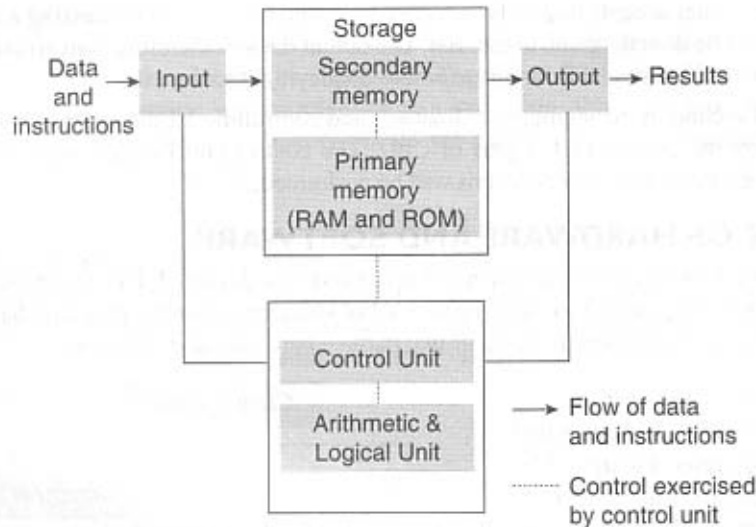 Storage
Data
and
instructions
Input
Secondary
memory
Output
Results
Primary
memory
(RAM and ROM)
Control Unit
Arithmetic &
Logical Unit
Flow of data
and instructions
Control exercised
by control unit